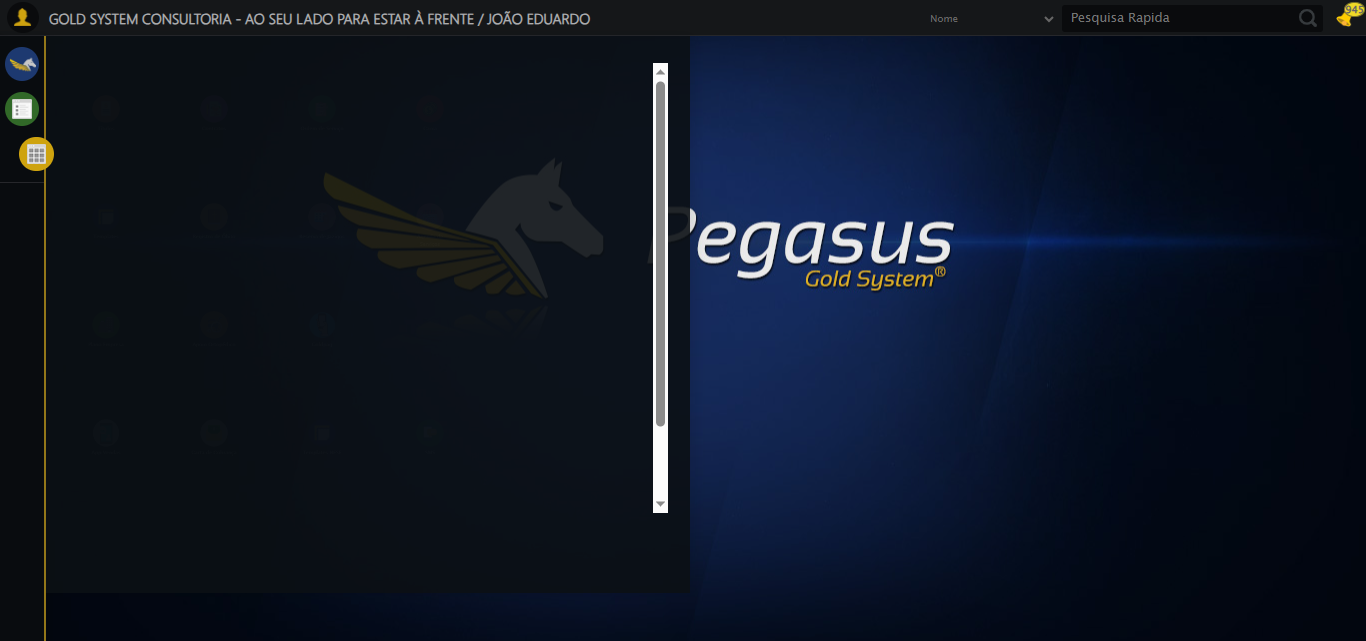 GOLD SYSTEM CONSULTORIA - AO SEU LADO PARA ESTAR À FRENTE / JOÃO EDUARDO
Nome
Pesquisa Rapida
945
Pegasus
Gold System®